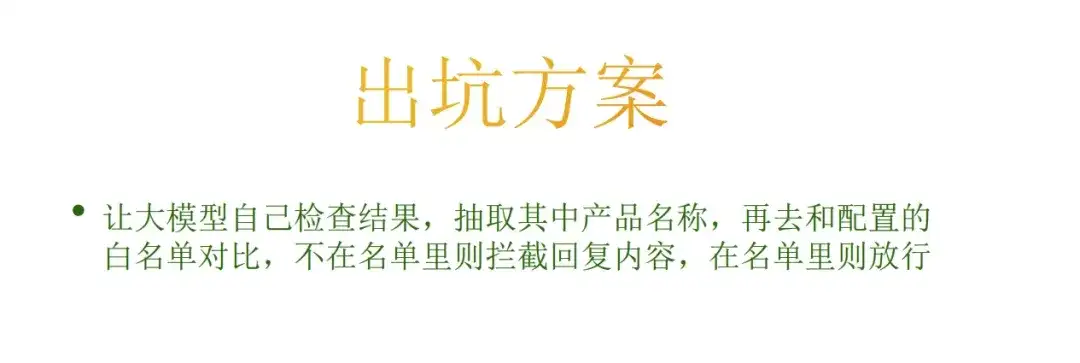 出坑方案
• 让大模型自己检查结果，抽取其中产品名称，再去和配置的
白名单对比，不在名单里则拦截回复内容，在名单里则放行